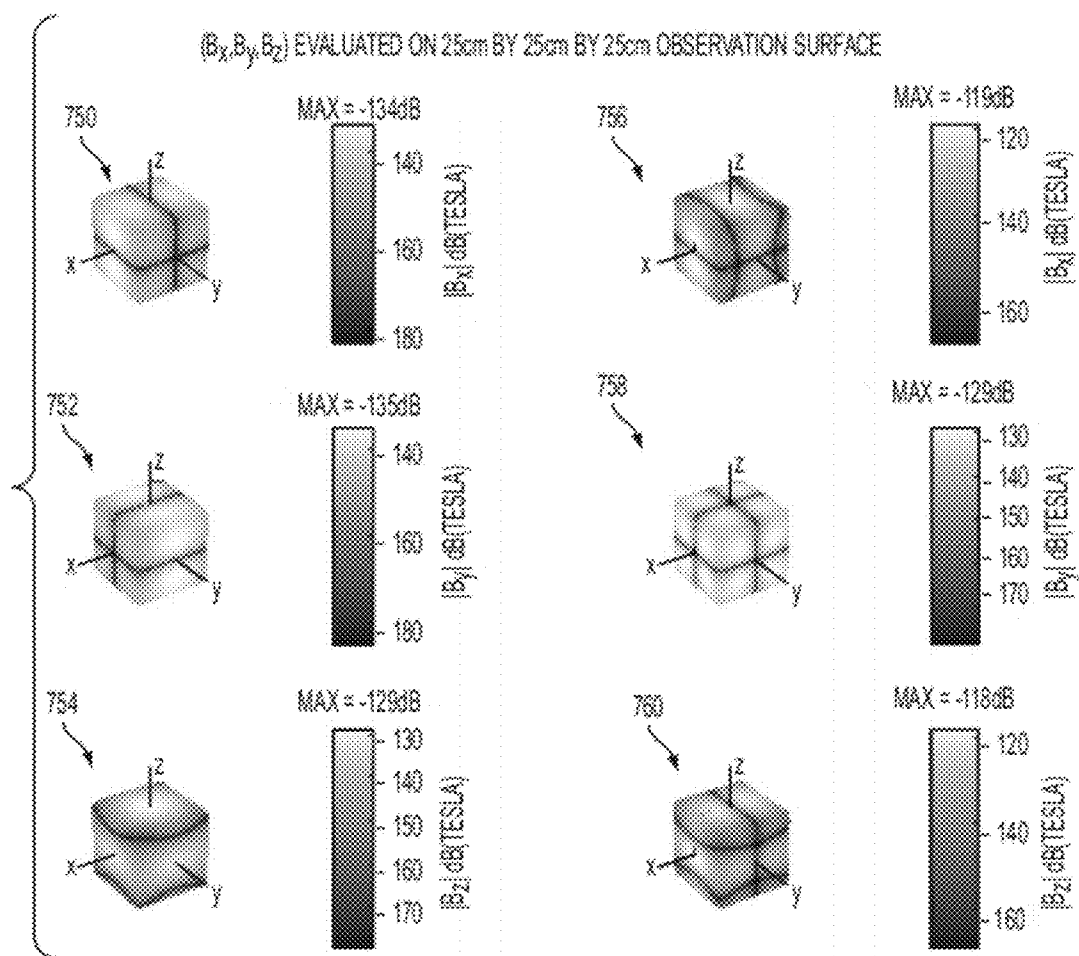 (Bx,By,Bz) EVALUATED ON 25cm BY 25cm BY 25cm OBSERVATION SURFACE
750
z
x
y
MAX = -134dB
140
160
180
|Bx| dB(TESLA)
756
z
x
y
MAX = -119dB
120
140
160
|Bx| dB(TESLA)
752
z
x
y
MAX = -135dB
140
160
180
|By| dB(TESLA)
758
z
x
y
MAX = -129dB
130
140
150
160
170
|By| dB(TESLA)
754
z
x
y
MAX = -129dB
130
140
150
160
170
|Bz| dB(TESLA)
760
z
x
y
MAX = -118dB
120
140
160
|Bz| dB(TESLA)